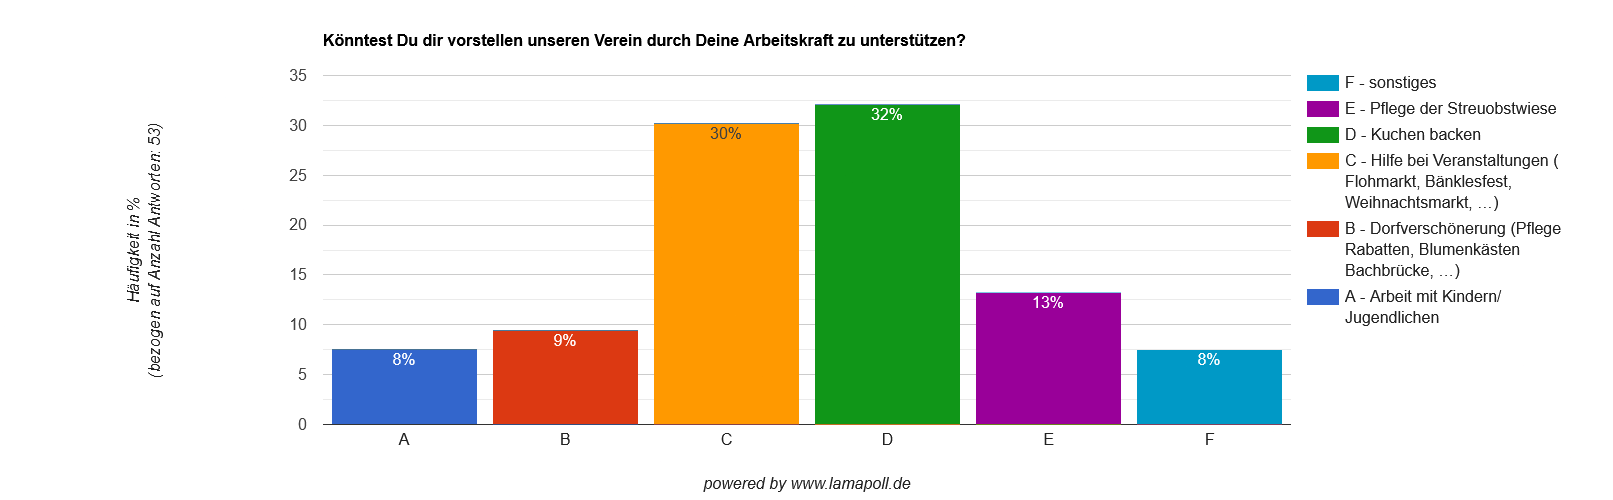 Könntest Du dir vorstellen unseren Verein durch Deine Arbeitskraft zu unterstützen?
Häufigkeit in %
(bezogen auf Anzahl Antworten: 53)
35
30
25
20
15
10
5
0
8%
9%
30%
32%
13%
8%
A
B
C
D
E
F
F - sonstiges
E - Pflege der Streuobstwiese
D - Kuchen backen
C - Hilfe bei Veranstaltungen (
Flohmarkt, Bänklesfest,
Weihnachtsmarkt, …)
B - Dorfverschönerung (Pflege
Rabatten, Blumenkästen
Bachbrücke, …)
A - Arbeit mit Kindern/
Jugendlichen
powered by www.lamapoll.de